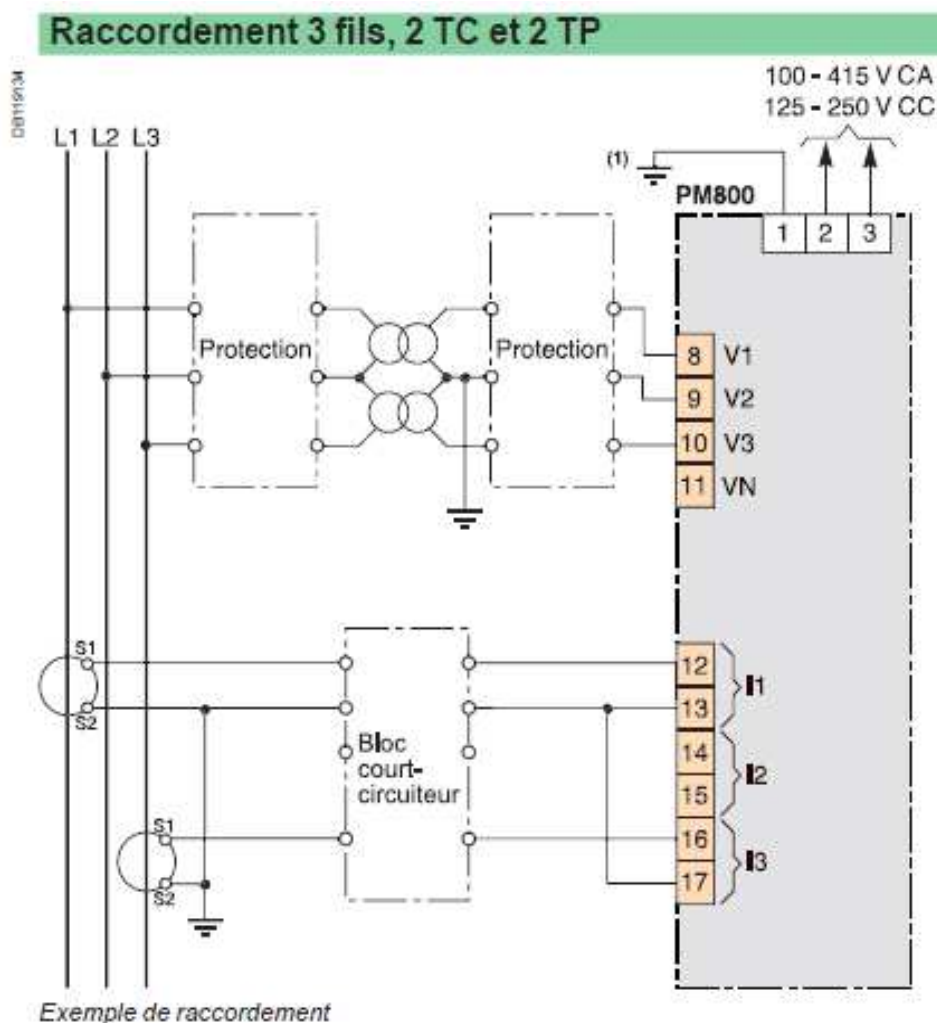 Raccordement 3 fils, 2 TC et 2 TP
DB119134
100 - 415 V CA
125 - 250 V CC
L1 L2 L3
(1)
PM800
1 2 3
Protection
Protection
8 V1
9 V2
10 V3
11 VN
S1
S2
Bloc
court-
circuiteur
S1
S2
12
13
I1
14
15
I2
16
17
I3
Exemple de raccordement